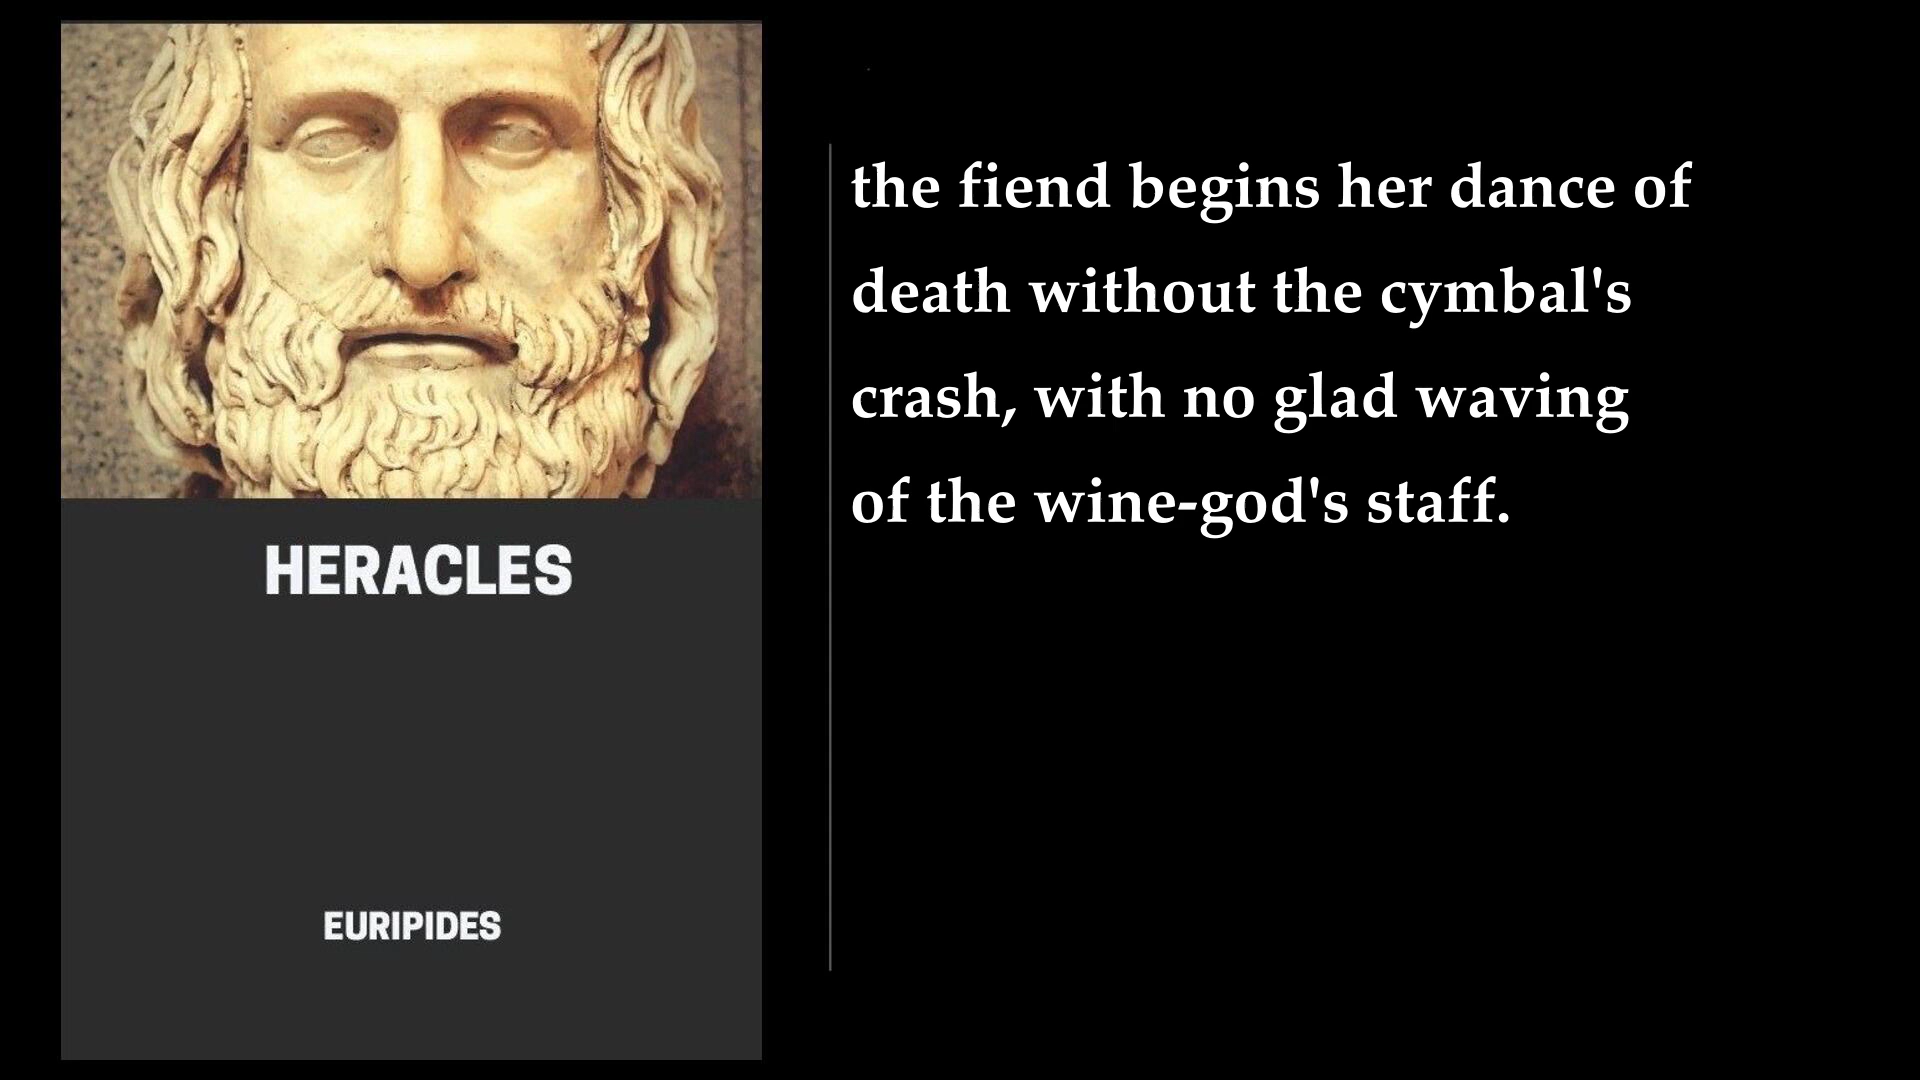 HERACLES
EURIPIDES
the fiend begins her dance of
death without the cymbal's
crash, with no glad waving
of the wine-god's staff.